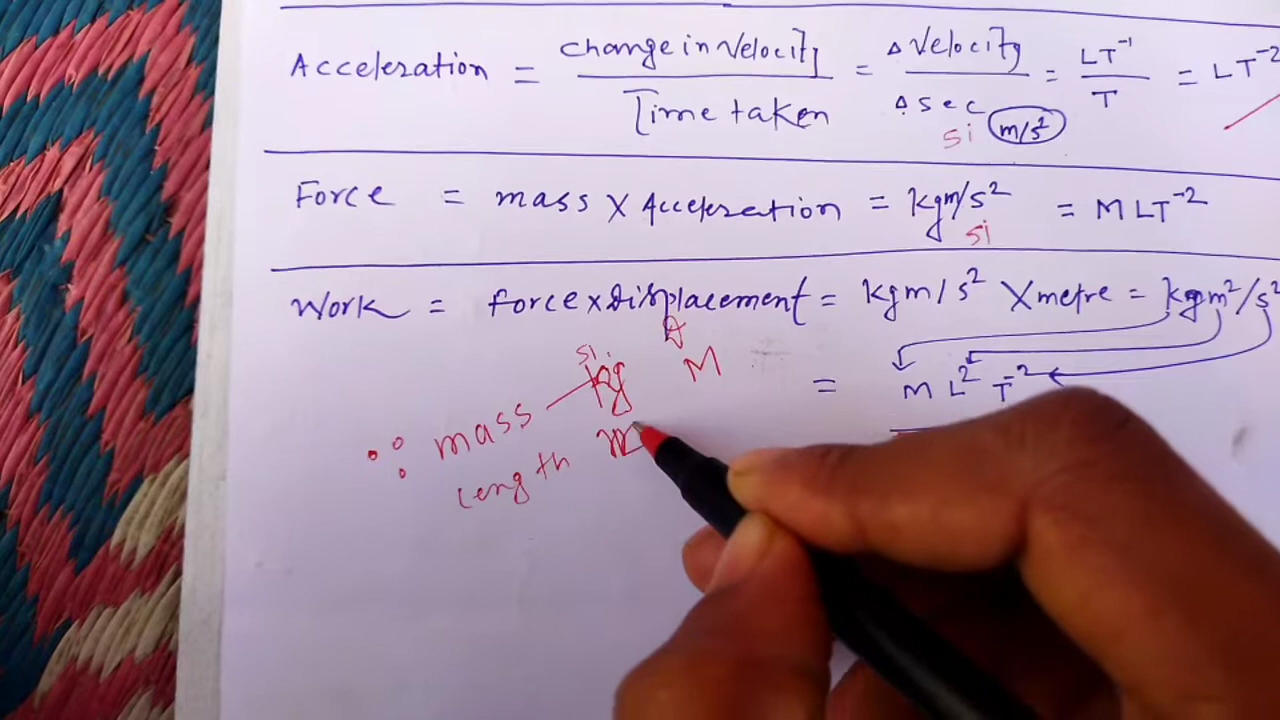 Acceleration = change in velocity / Time taken = Δ velocity / Δ sec = LT⁻¹ / T = LT⁻²
si m/s²
Force = mass X Acceleration = kgm/s² = MLT⁻²
si
Work = force x Displacement = kgm/s² X metre = kgm²/s²
si.
kg M = M L² T⁻²
mass
length